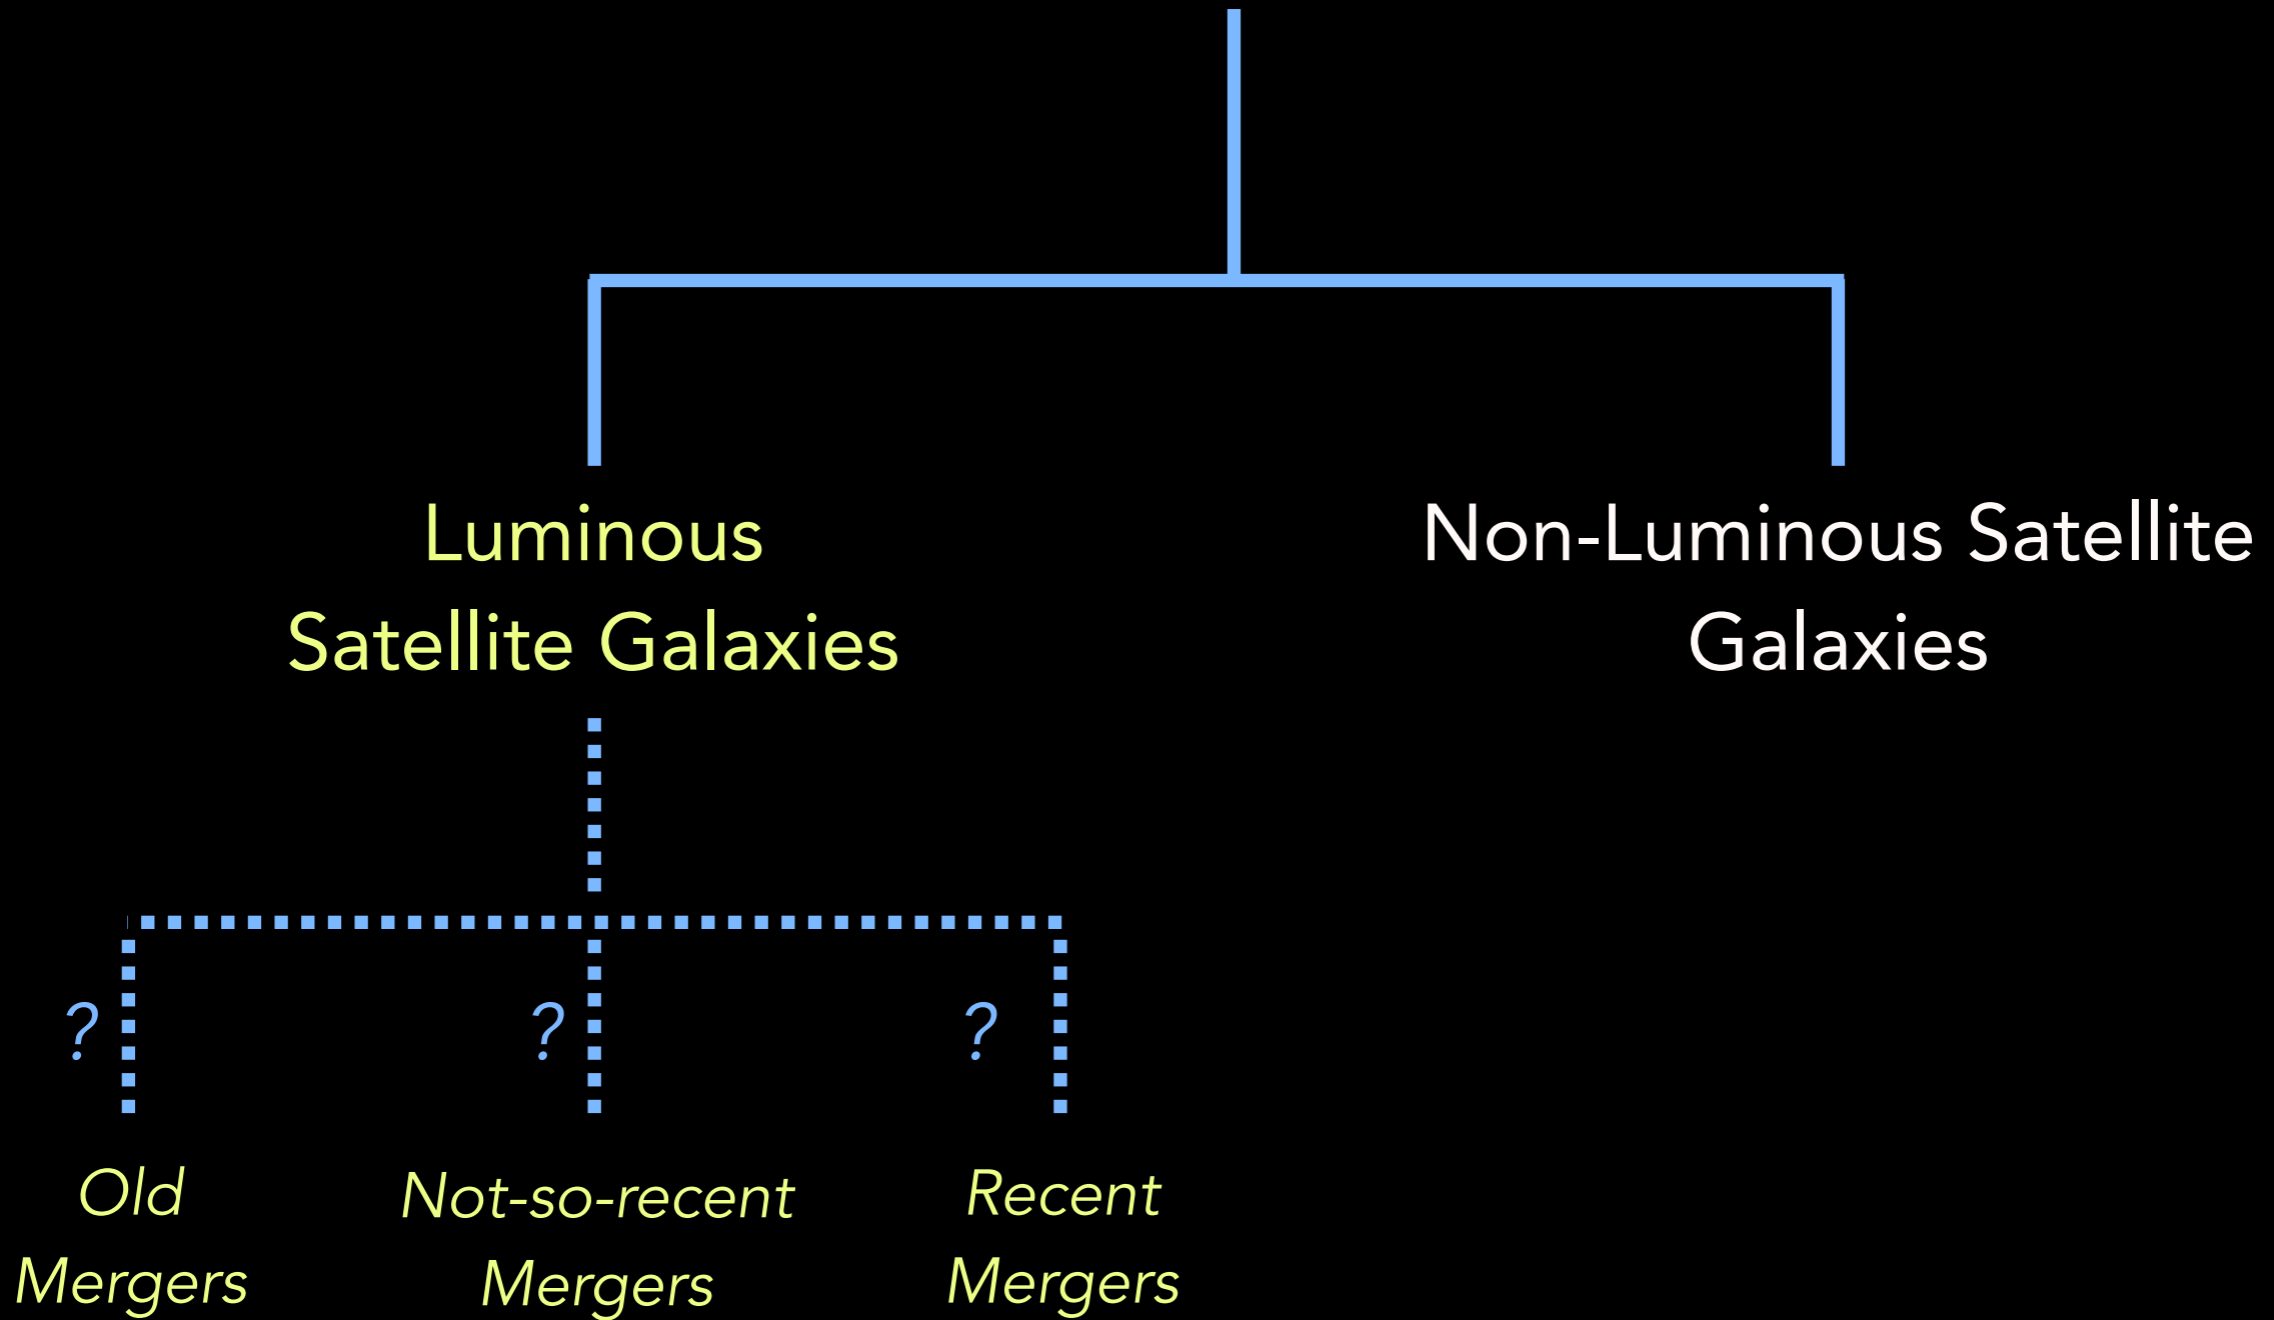 Luminous
Satellite Galaxies
Non-Luminous Satellite
Galaxies
?
?
?
Old
Mergers
Not-so-recent
Mergers
Recent
Mergers